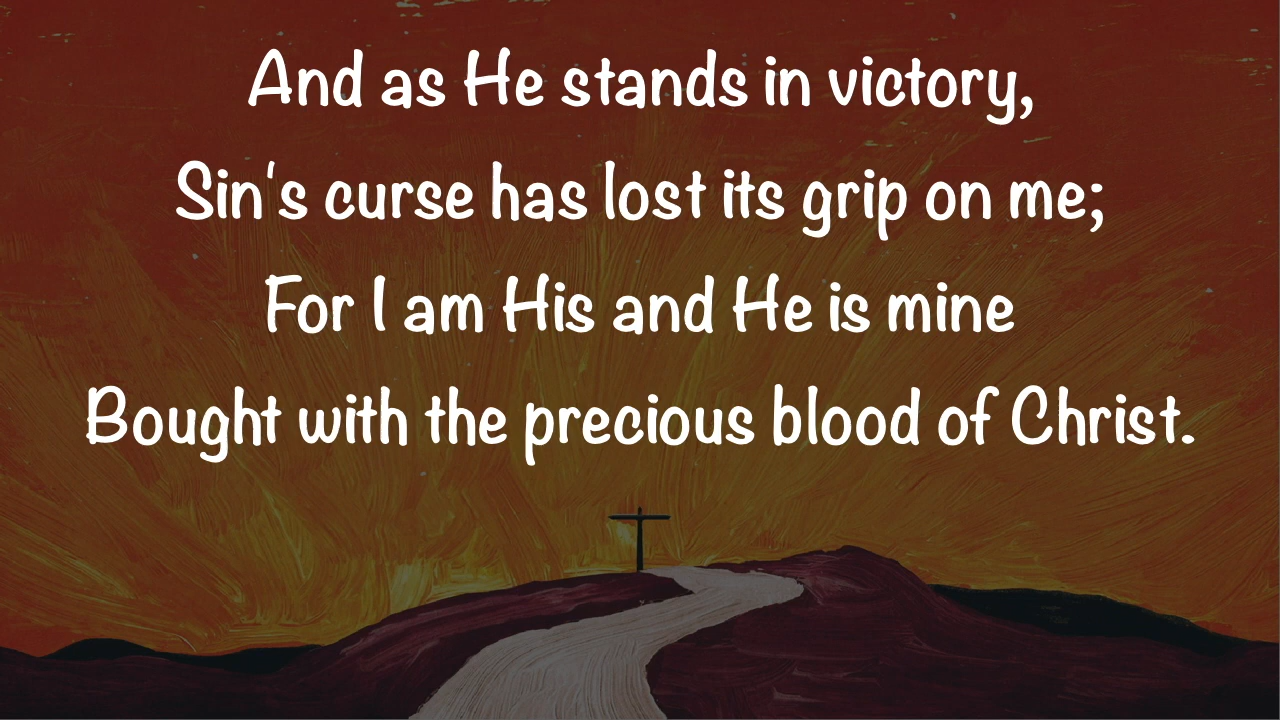 And as He stands in victory,
Sin's curse has lost its grip on me;
For I am His and He is mine
Bought with the precious blood of Christ.